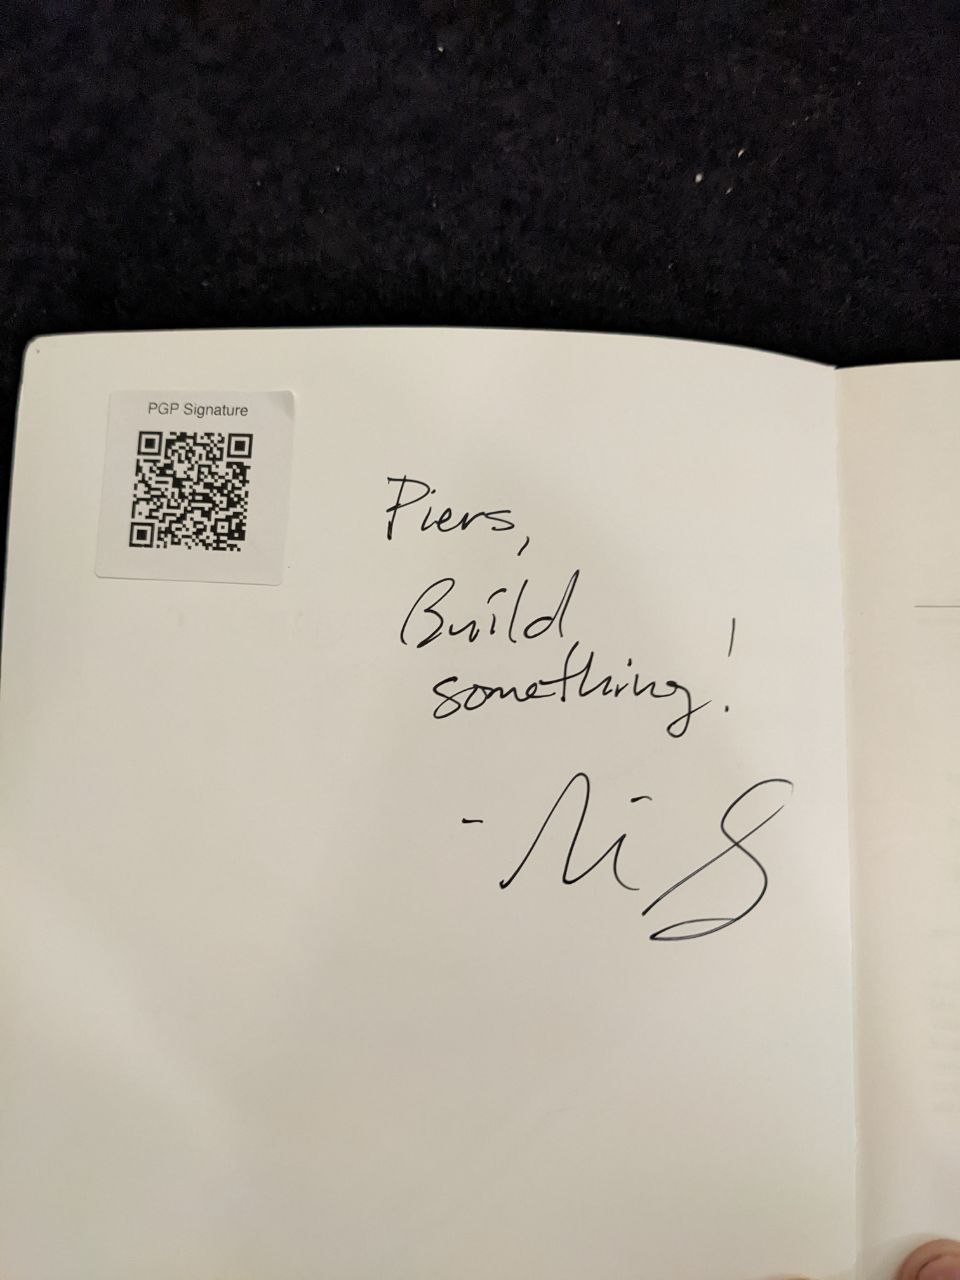 PGP Signature
Piers,
Build
something!